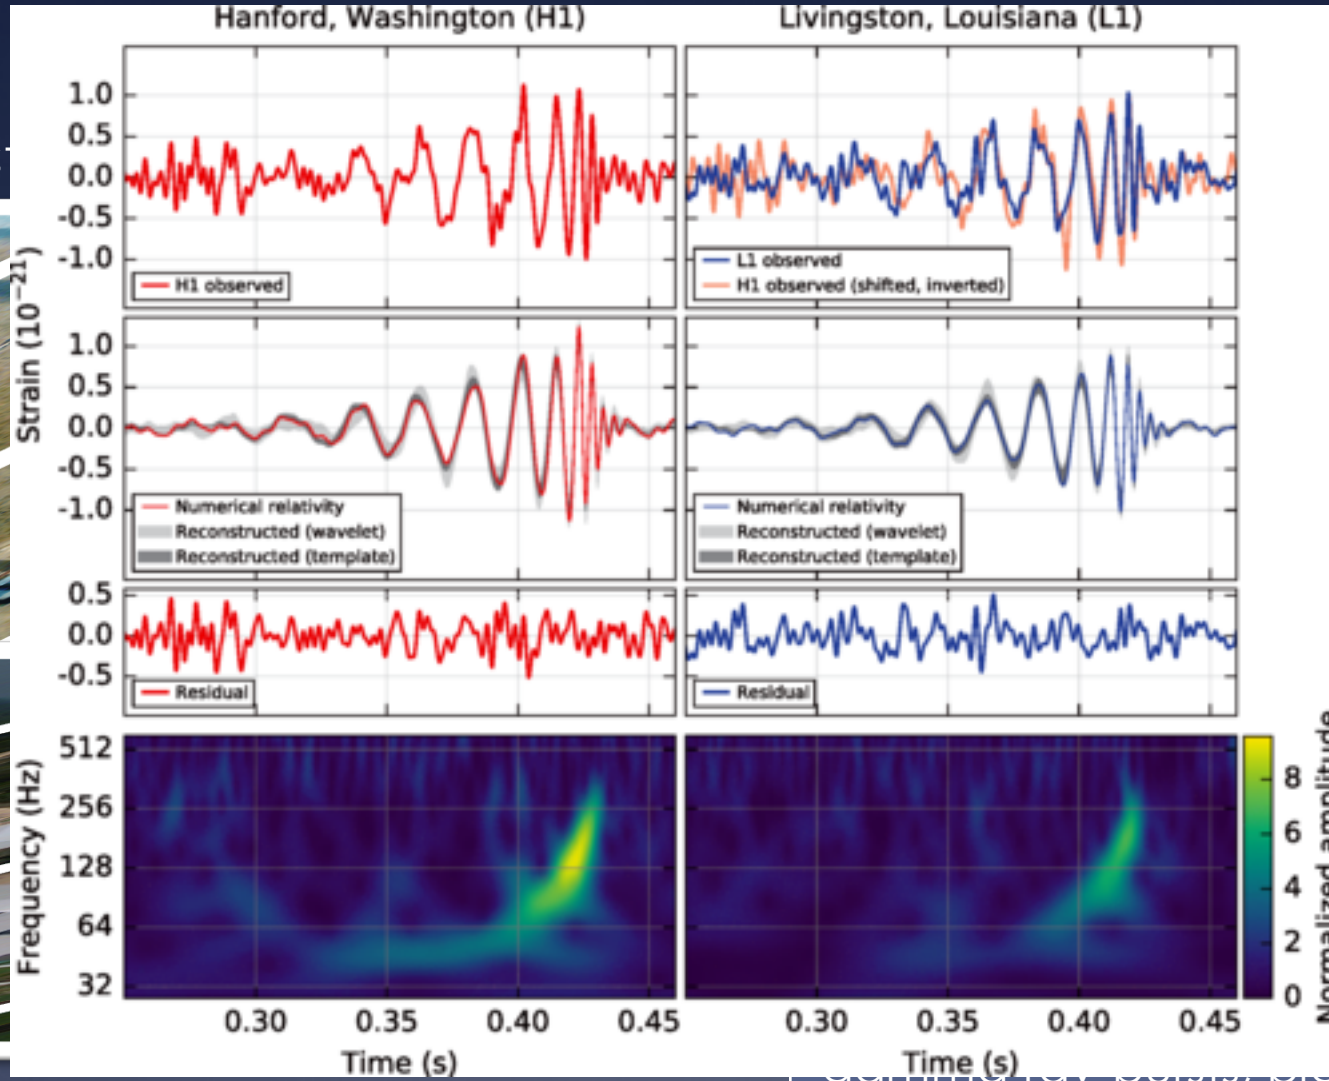 Hanford, Washington (H1)
Livingston, Louisiana (L1)
Strain (10⁻²¹)
1.0
0.5
0.0
-0.5
-1.0
H1 observed
L1 observed
H1 observed (shifted, inverted)
1.0
0.5
0.0
-0.5
-1.0
Numerical relativity
Reconstructed (wavelet)
Reconstructed (template)
Numerical relativity
Reconstructed (wavelet)
Reconstructed (template)
0.5
0.0
-0.5
Residual
Residual
Frequency (Hz)
512
256
128
64
32
Normalized amplitude
8
6
4
2
0
0.30 0.35 0.40 0.45
0.30 0.35 0.40 0.45
Time (s)
Time (s)